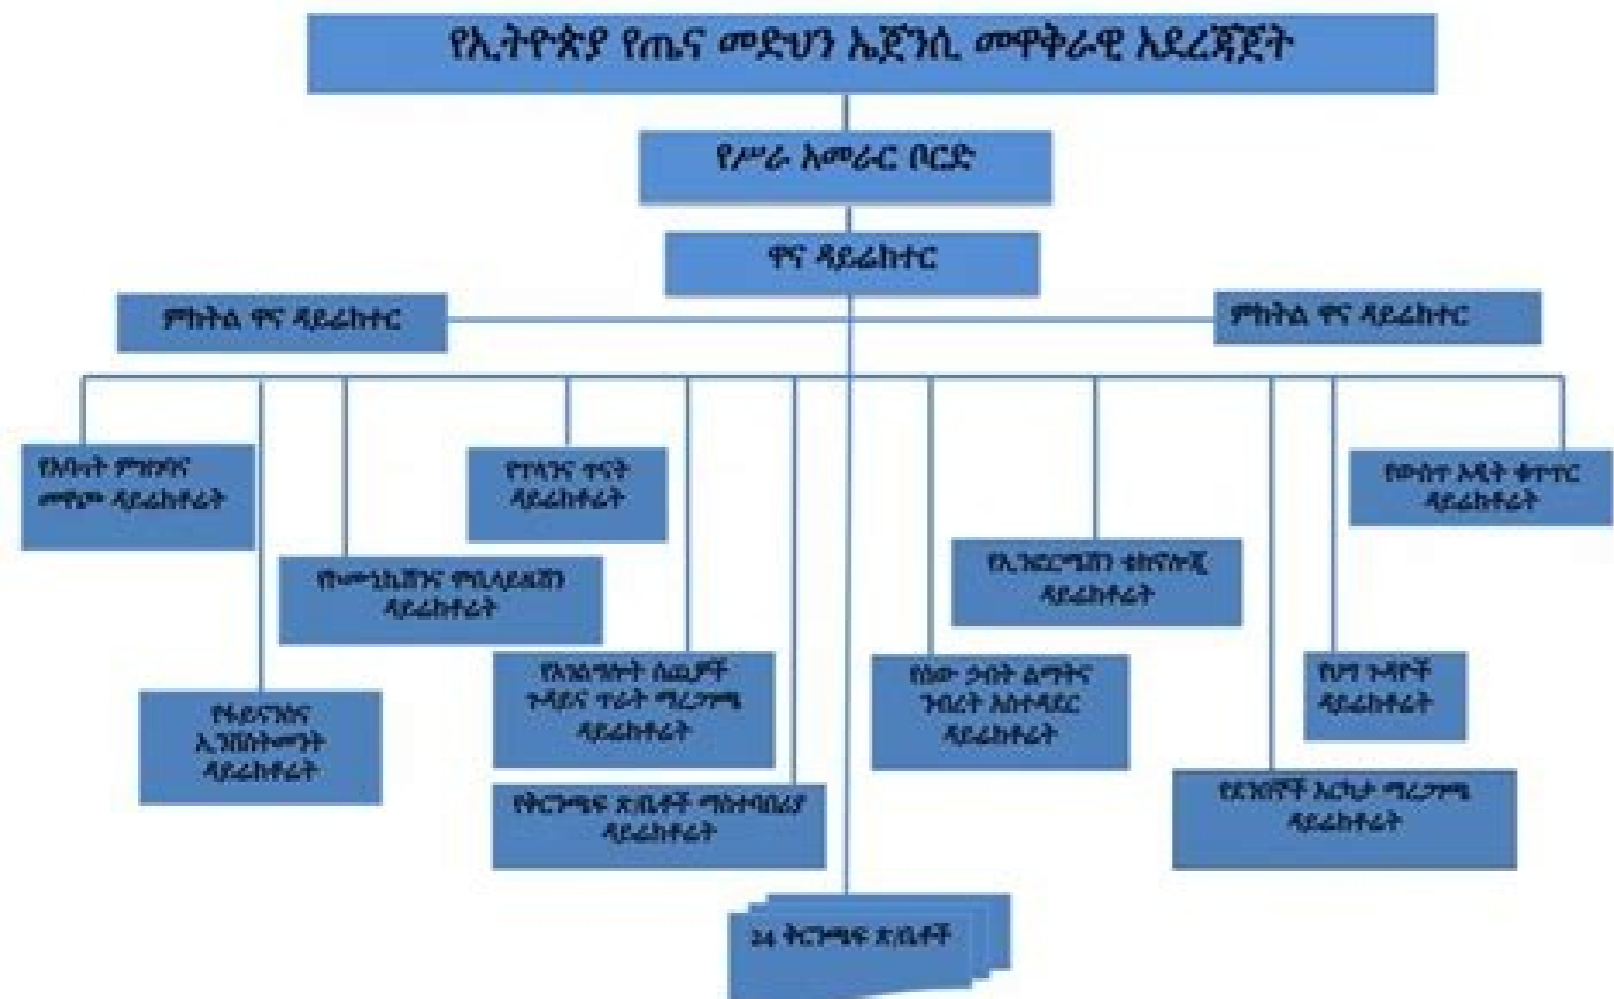 የኢትዮጵያ የጤና መድህን ኤጀንሲ መዋቅራዊ አደረጃጀት
የሥራ አመራር ቦርድ
ዋና ዳይሬክተር
ምክትል ዋና ዳይሬክተር
ምክትል ዋና ዳይሬክተር
የአባላት ምዝገባና
መዋጮ ዳይሬክቶሬት
የፕላንና ጥናት
ዳይሬክቶሬት
የውስጥ ኦዲት ቁጥጥር
ዳይሬክቶሬት
የኮሙኒኬሽንና ሞቢላይዜሽን
ዳይሬክቶሬት
የኢንፎርሜሽን ቴክኖሎጂ
ዳይሬክቶሬት
የፋይናንስና
ኢንቨስትመንት
ዳይሬክቶሬት
የአገልግሎት ሰጪዎች
ጉዳይና ጥራት ማረጋገጫ
ዳይሬክቶሬት
የሰው ኃብት ልማትና
ንብረት አስተዳደር
ዳይሬክቶሬት
የህግ ጉዳዮች
ዳይሬክቶሬት
የቅርንጫፍ ጽ/ቤቶች ማስተባበሪያ
ዳይሬክቶሬት
የደንበኞች እርካታ ማረጋገጫ
ዳይሬክቶሬት
24 ቅርንጫፍ ጽ/ቤቶች